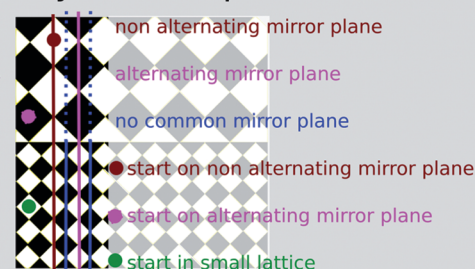 non alternating mirror plane
alternating mirror plane
no common mirror plane
start on non alternating mirror plane
start on alternating mirror plane
start in small lattice